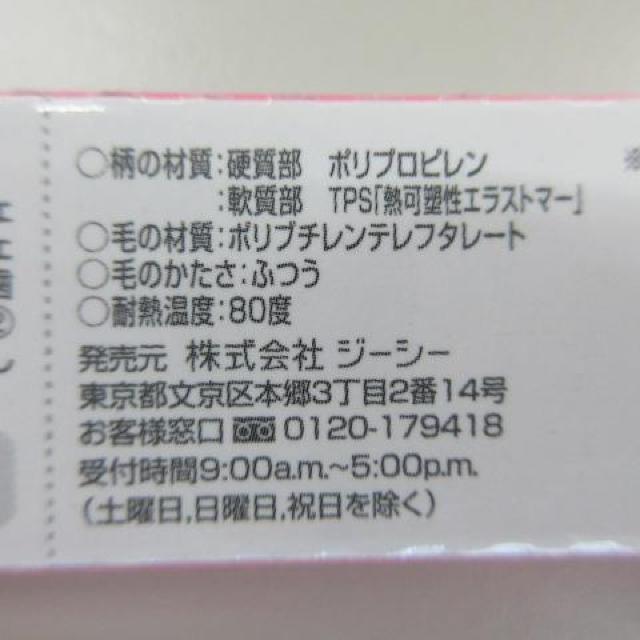 ○柄の材質:硬質部 ポリプロピレン
:軟質部 TPS「熱可塑性エラストマー」
○毛の材質:ポリブチレンテレフタレート
○毛のかたさ:ふつう
○耐熱温度:80度
発売元 株式会社 ジーシー
東京都文京区本郷3丁目2番14号
お客様窓口 0120-179418
受付時間9:00a.m.~5:00p.m.
(土曜日,日曜日,祝日を除く)
※